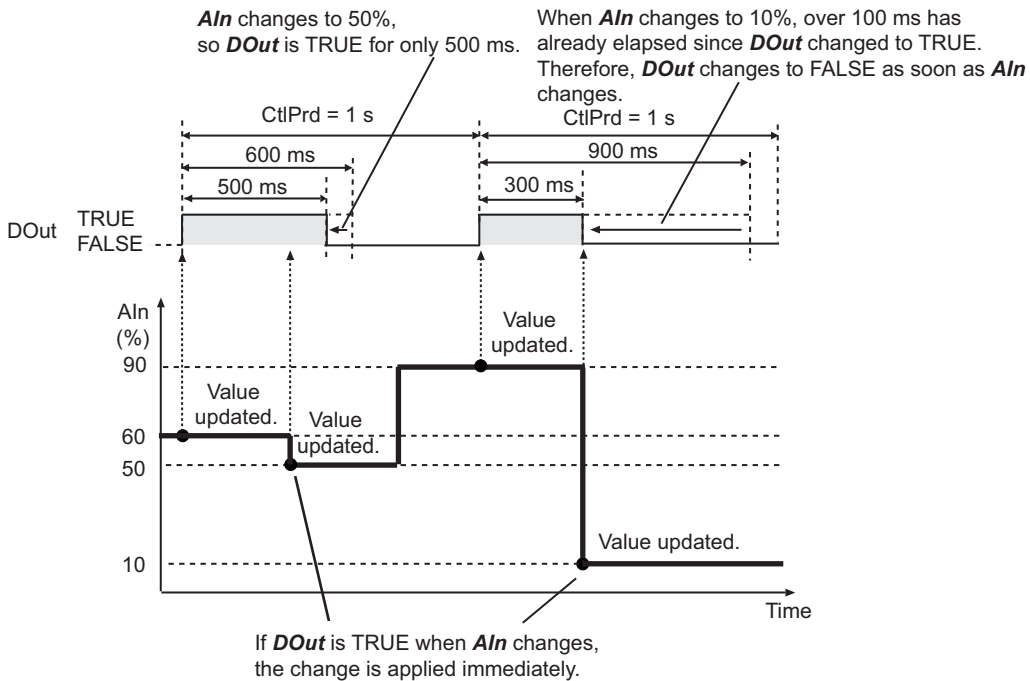 AIn changes to 50%,
so DOut is TRUE for only 500 ms.
When AIn changes to 10%, over 100 ms has
already elapsed since DOut changed to TRUE.
Therefore, DOut changes to FALSE as soon as AIn
changes.
CtlPrd = 1 s
CtlPrd = 1 s
600 ms
900 ms
500 ms
300 ms
DOut
TRUE
FALSE
AIn
(%)
90
60
50
10
Value
updated.
Value
updated.
Value
updated.
Value updated.
Time
If DOut is TRUE when AIn changes,
the change is applied immediately.